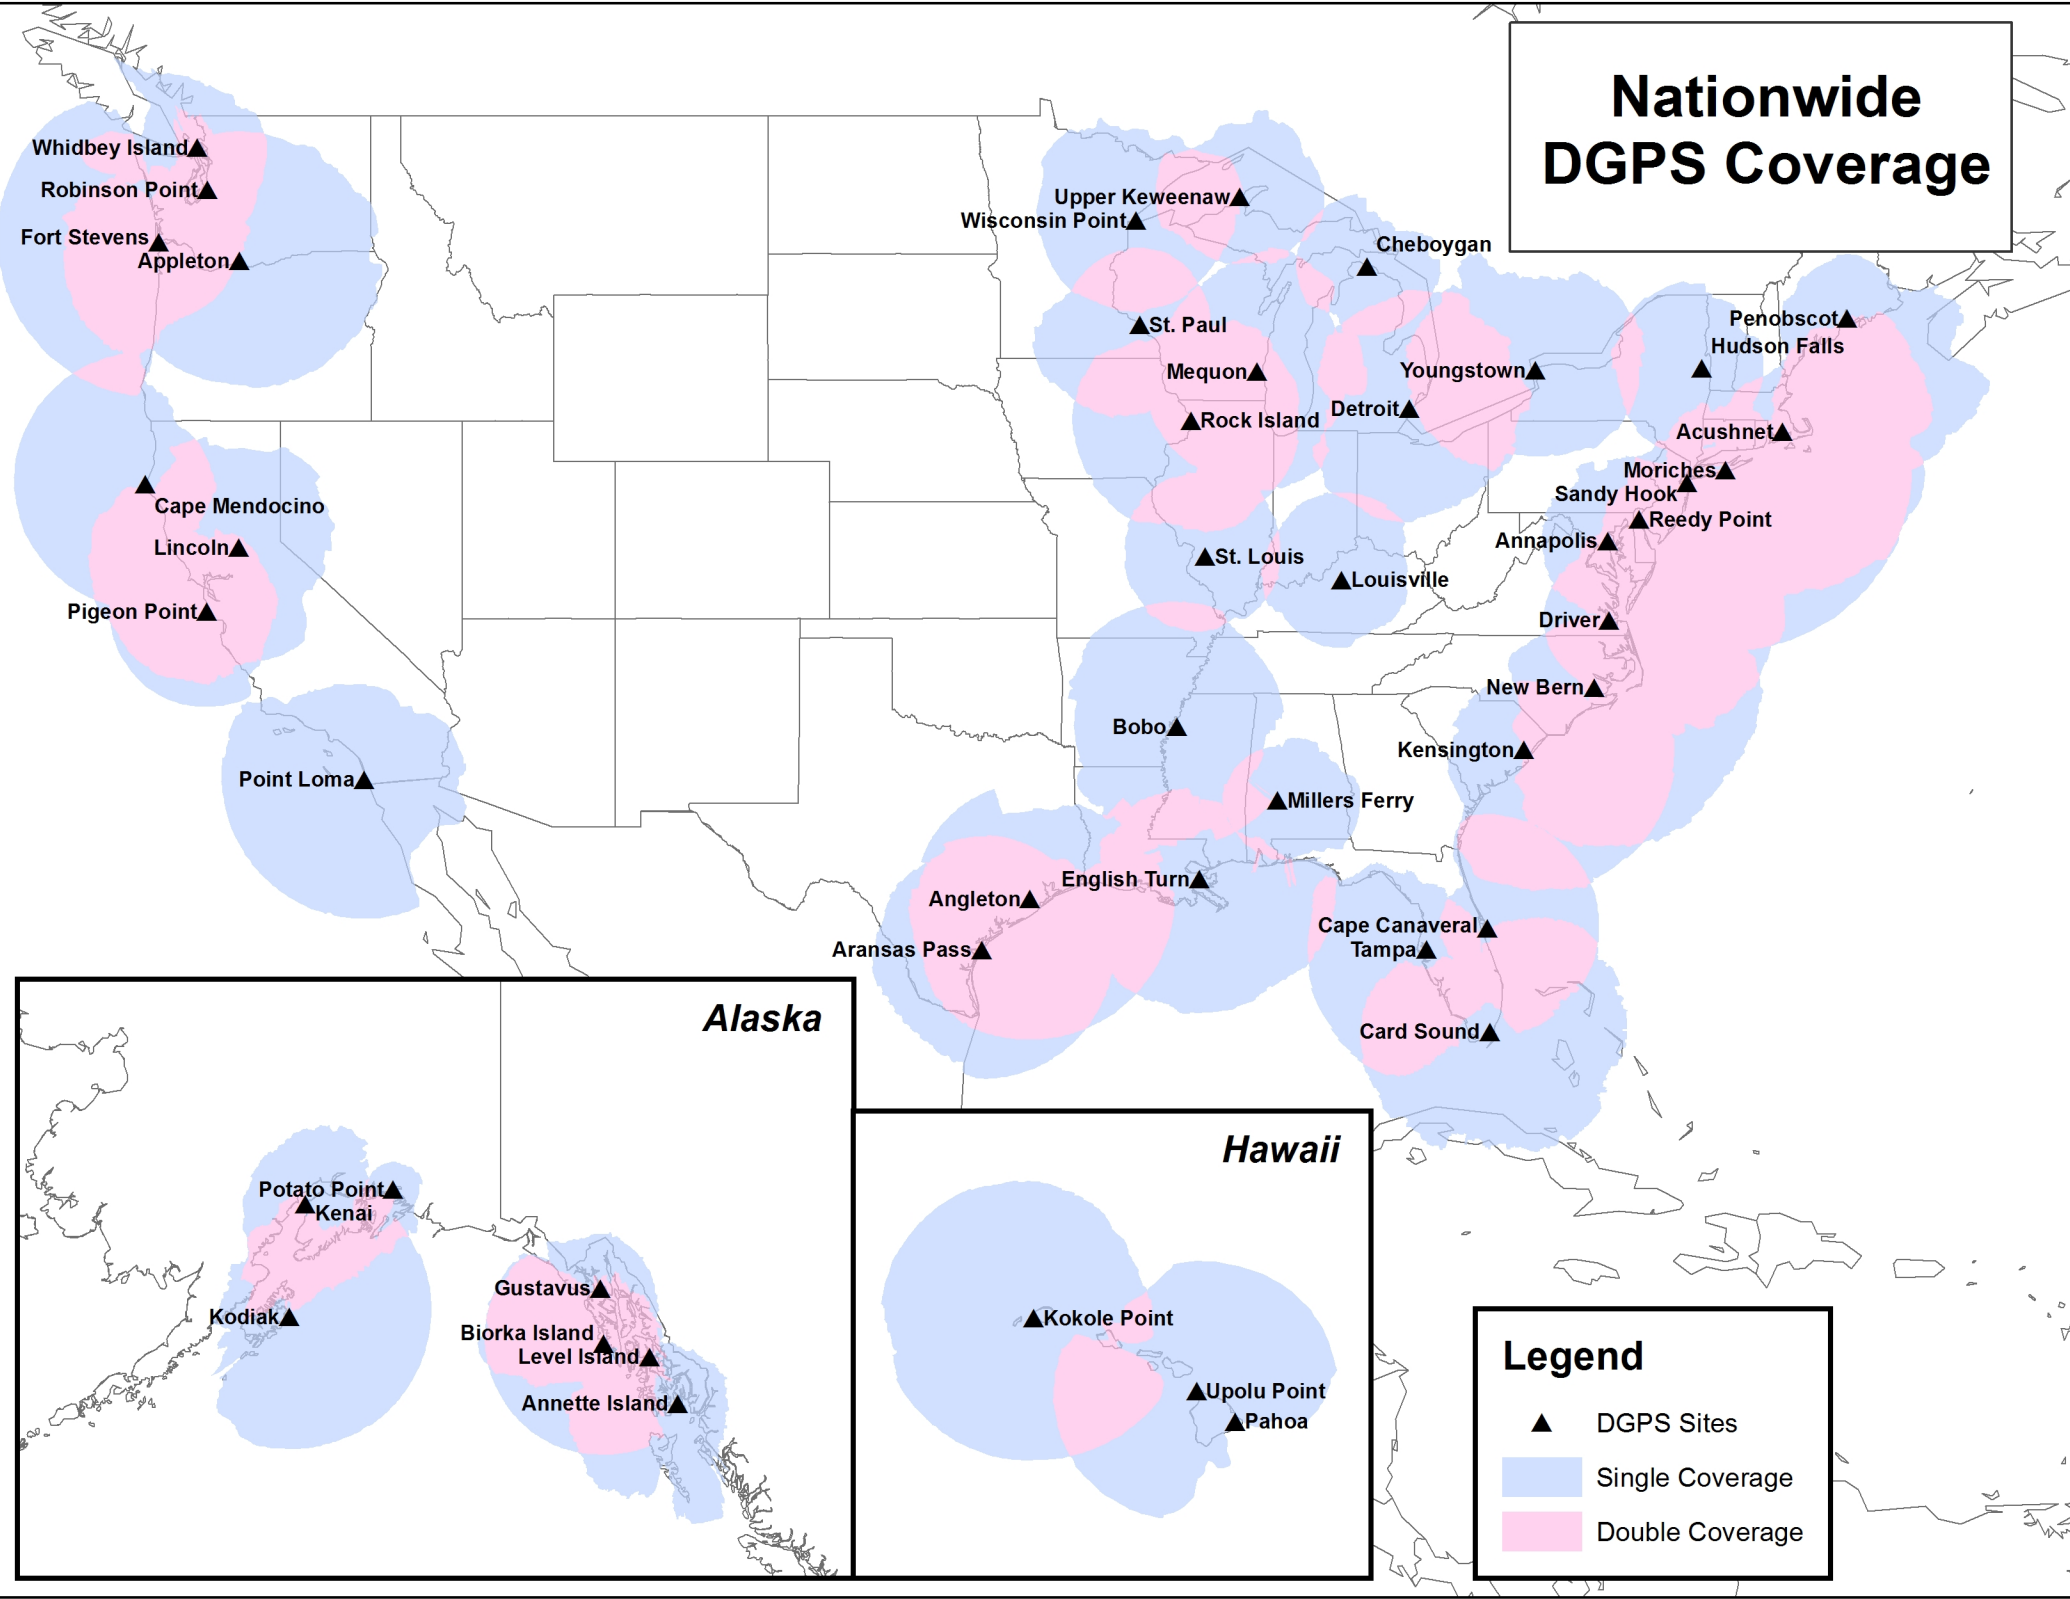 Nationwide
DGPS Coverage
Whidbey Island
Robinson Point
Fort Stevens
Appleton
Cape Mendocino
Lincoln
Pigeon Point
Point Loma
Upper Keweenaw
Wisconsin Point
Cheboygan
St. Paul
Mequon
Rock Island
Detroit
Youngstown
Penobscot
Hudson Falls
Acushnet
Moriches
Sandy Hook
Reedy Point
Annapolis
St. Louis
Louisville
Driver
New Bern
Kensington
Bobo
Millers Ferry
English Turn
Angleton
Aransas Pass
Cape Canaveral
Tampa
Card Sound
Alaska
Potato Point
Kenai
Kodiak
Gustavus
Biorka Island
Level Island
Annette Island
Hawaii
Kokole Point
Upolu Point
Pahoa
Legend
DGPS Sites
Single Coverage
Double Coverage